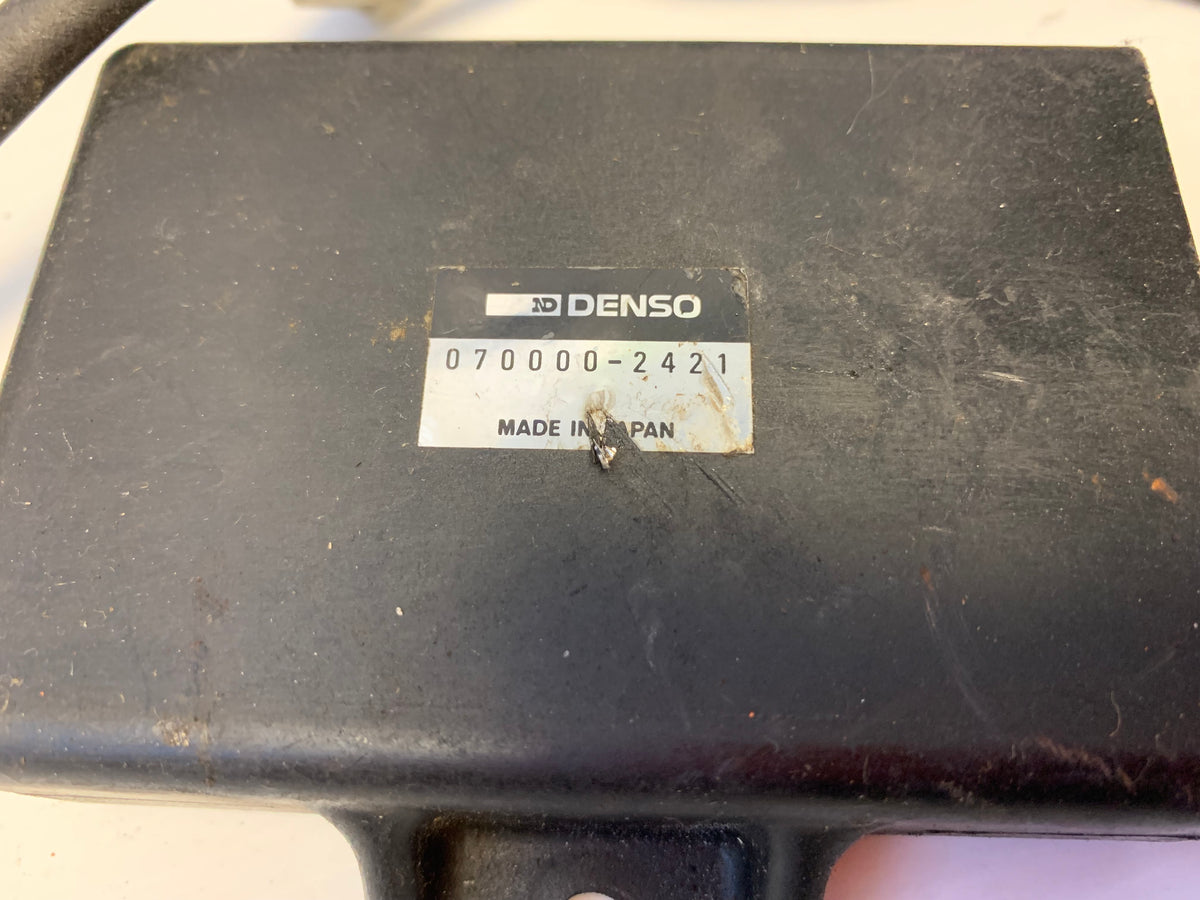 ND DENSO
070000-2421
MADE IN JAPAN